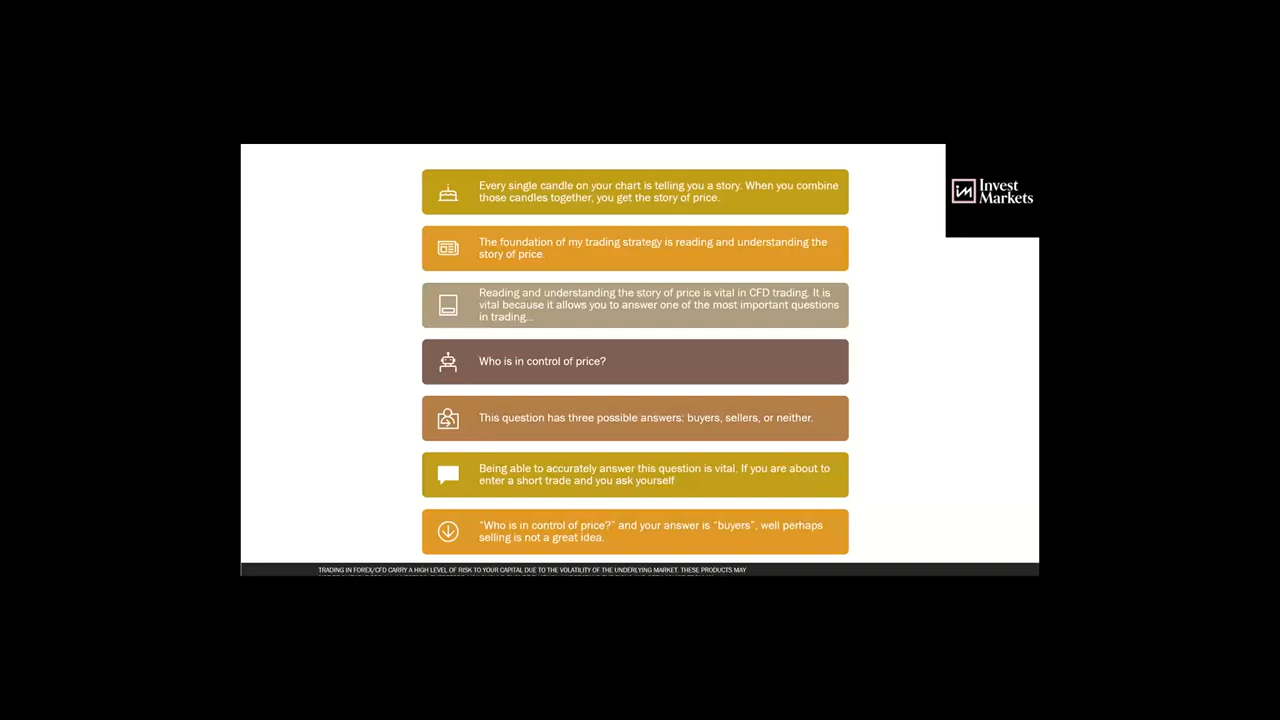 Every single candle on your chart is telling you a story. When you combine
those candles together, you get the story of price.
Invest
Markets
The foundation of my trading strategy is reading and understanding the
story of price.
Reading and understanding the story of price is vital in CFD trading. It is
vital because it allows you to answer one of the most important questions
in trading...
Who is in control of price?
This question has three possible answers: buyers, sellers, or neither.
Being able to accurately answer this question is vital. If you are about to
enter a short trade and you ask yourself
“Who is in control of price?” and your answer is “buyers”, well perhaps
selling is not a great idea.
TRADING IN FOREX/CFD CARRY A HIGH LEVEL OF RISK TO YOUR CAPITAL DUE TO THE VOLATILITY OF THE UNDERLYING MARKET. THESE PRODUCTS MAY